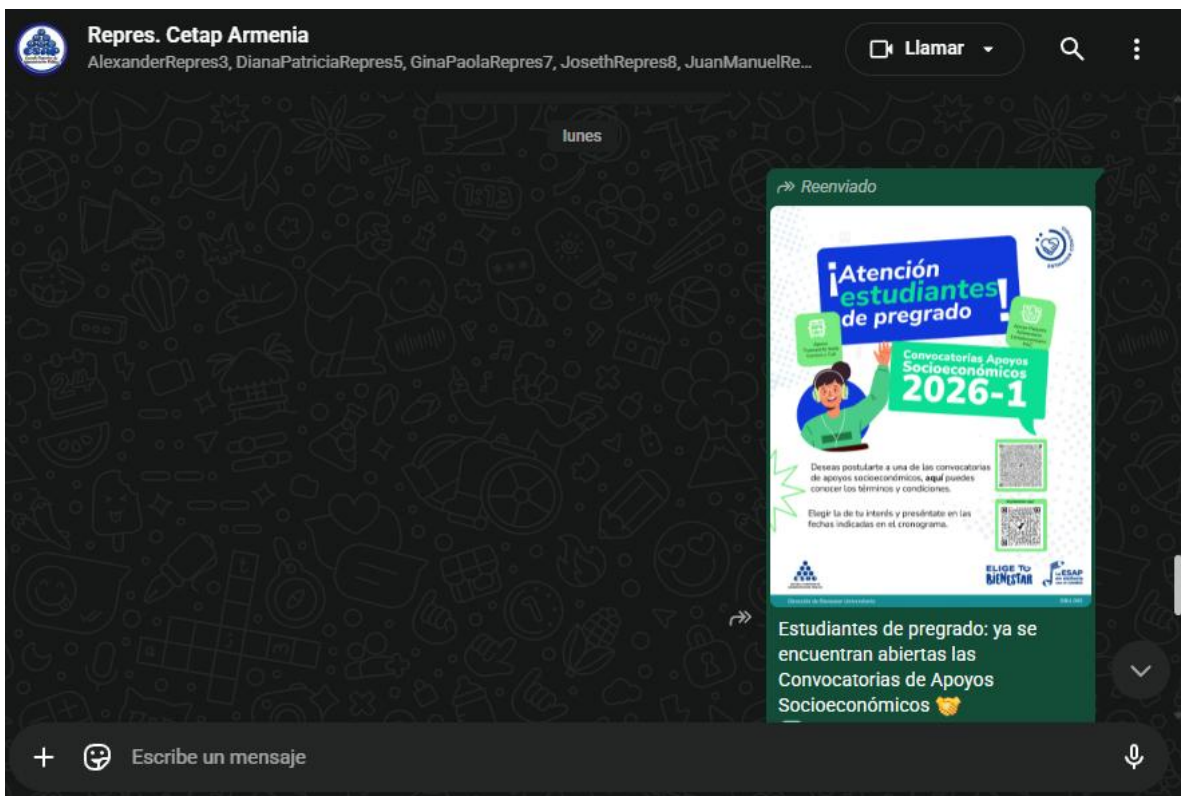 Repres. Cetap Armenia
AlexanderRepres3, DianaPatriciaRepres5, GinaPaolaRepres7, JosethRepres8, JuanManuelRe...
Llamar
lunes
Reenviado
¡Atención
estudiantes
de pregrado!
Convocatorias Apoyos
Socioeconómicos
2026-1
Deseas postularte a una de las convocatorias
de apoyos socioeconómicos, aquí puedes
conocer los términos y condiciones.
Elegir la de tu interés y preséntate en las
fechas indicadas en el cronograma.
ELIGE TU
BIENESTAR
Estudiantes de pregrado: ya se
encuentran abiertas las
Convocatorias de Apoyos
Socioeconómicos 🤝
Escribe un mensaje